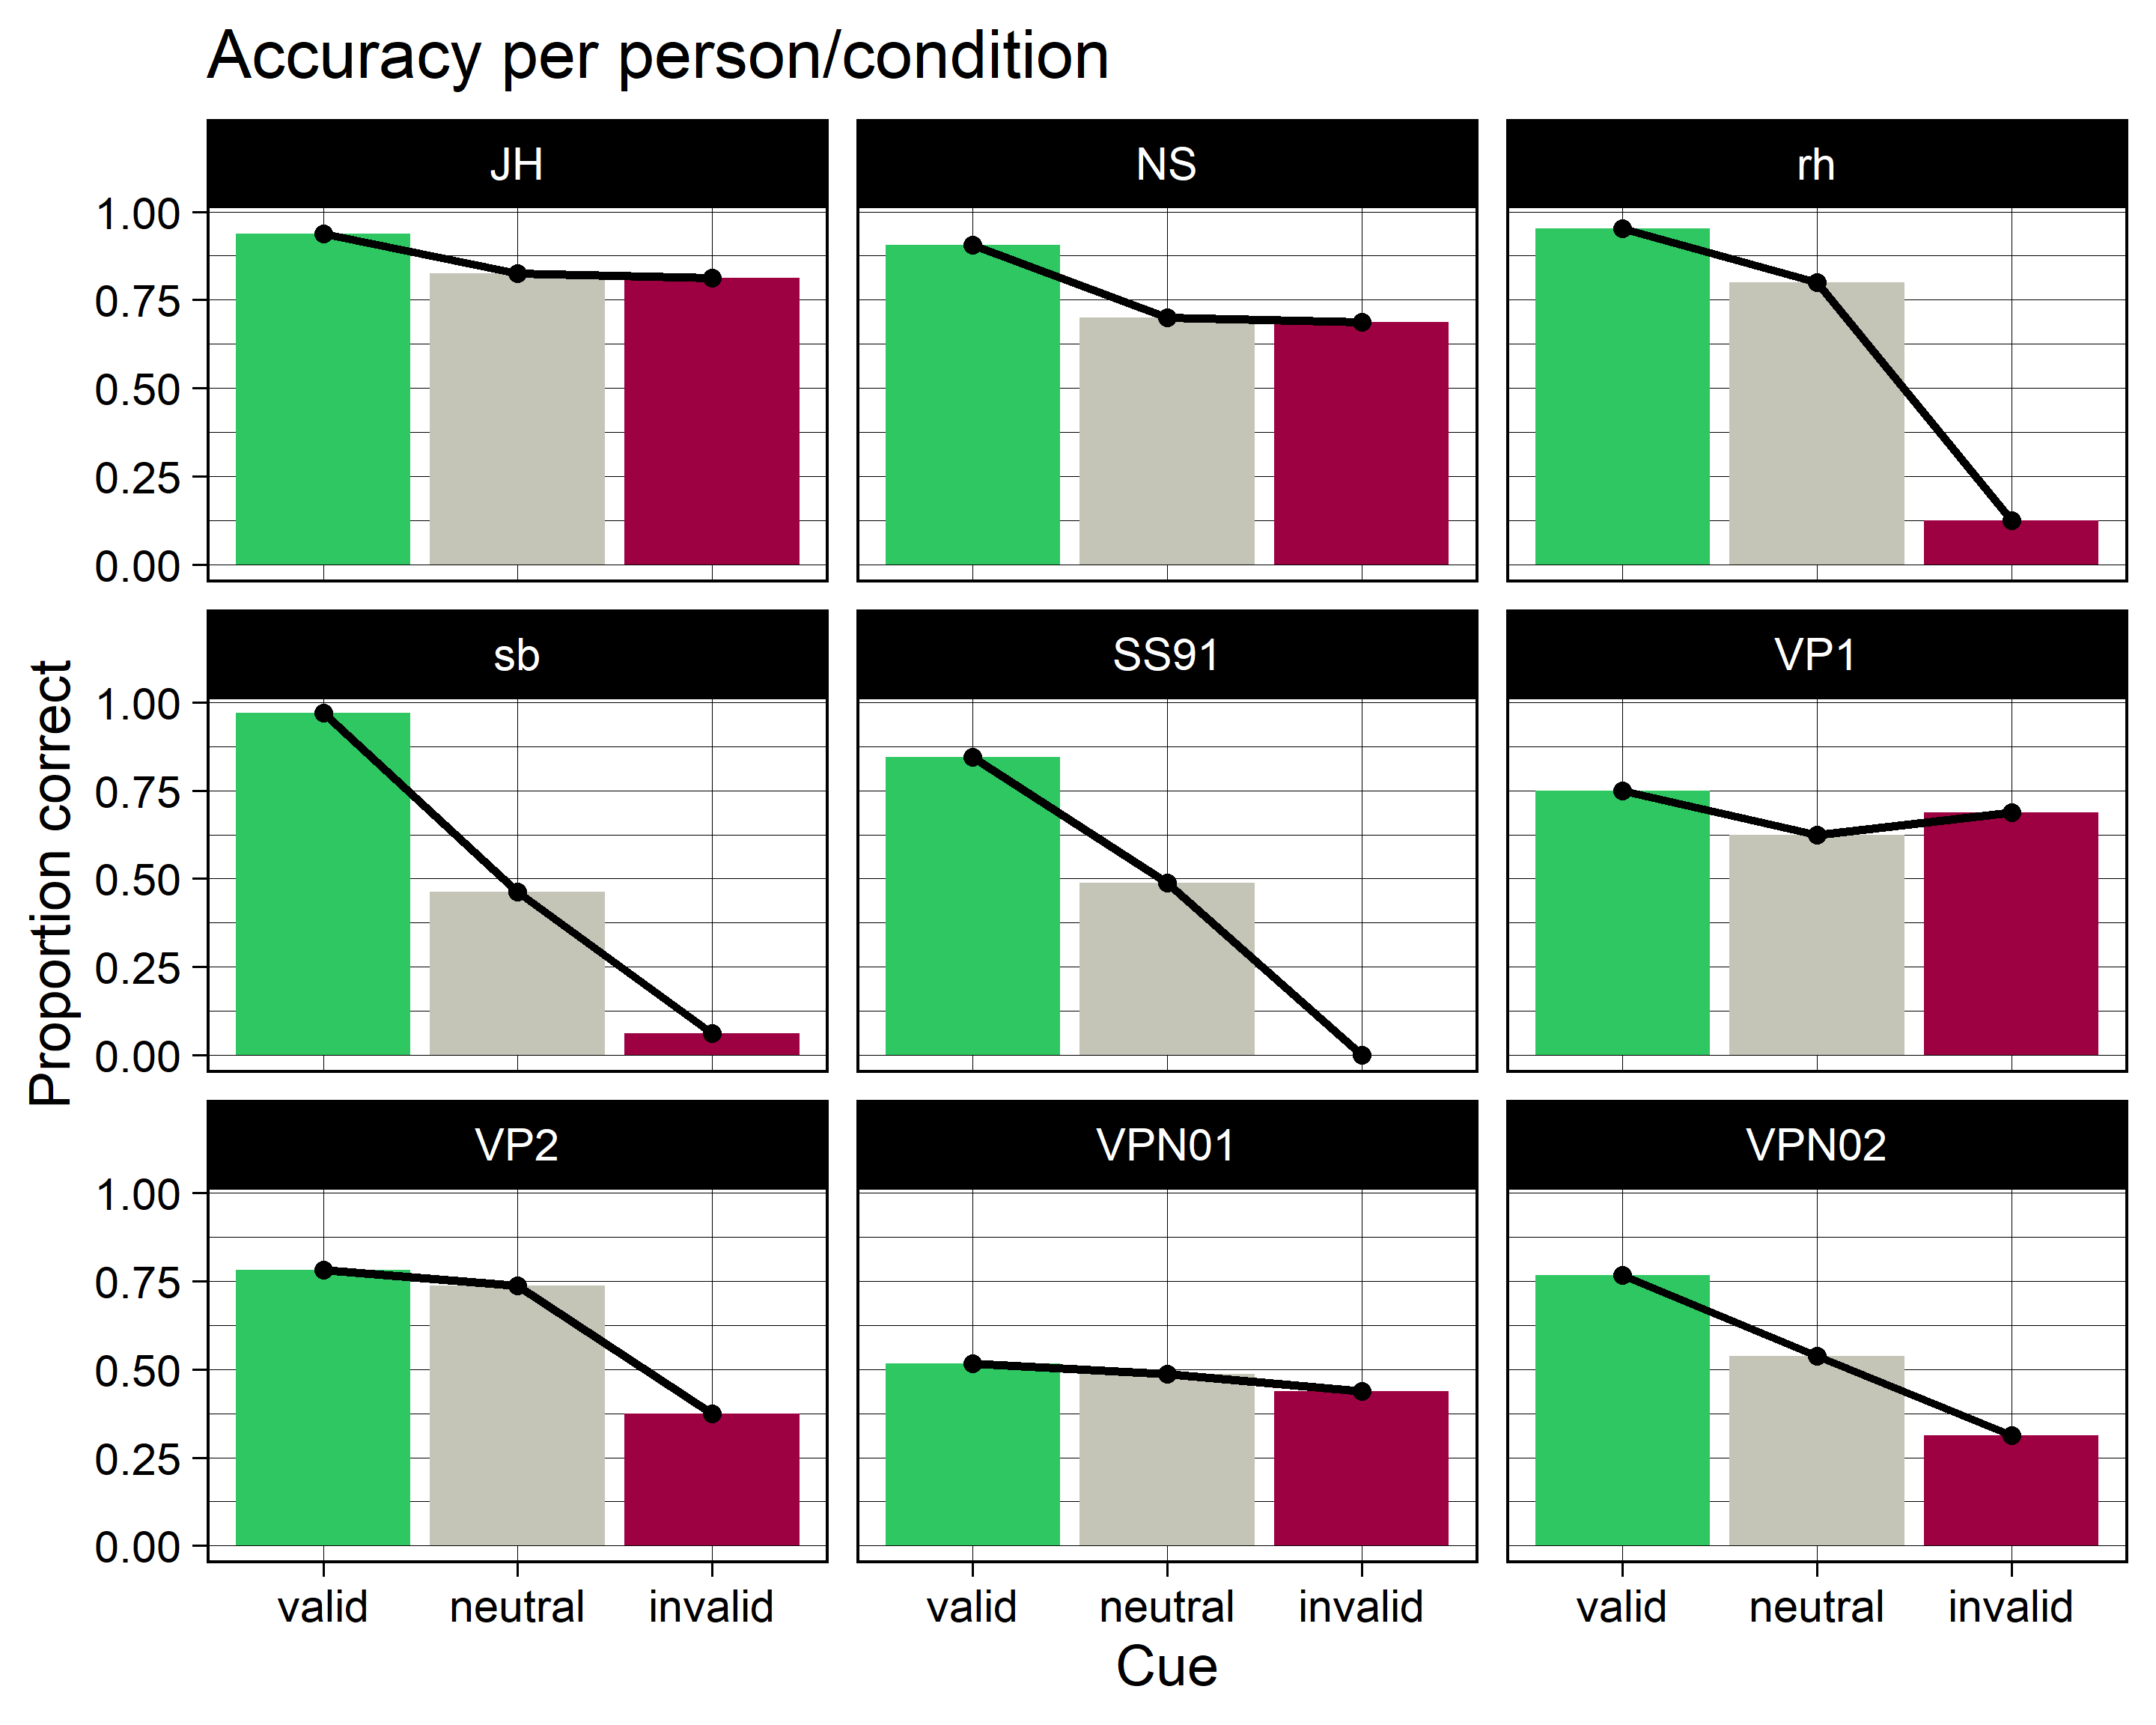 Accuracy per person/condition
JH
NS
rh
1.00
0.75
0.50
0.25
0.00
sb
SS91
VP1
1.00
0.75
0.50
0.25
0.00
VP2
VPN01
VPN02
1.00
0.75
0.50
0.25
0.00
valid
neutral
invalid
valid
neutral
invalid
valid
neutral
invalid
Cue
Proportion correct